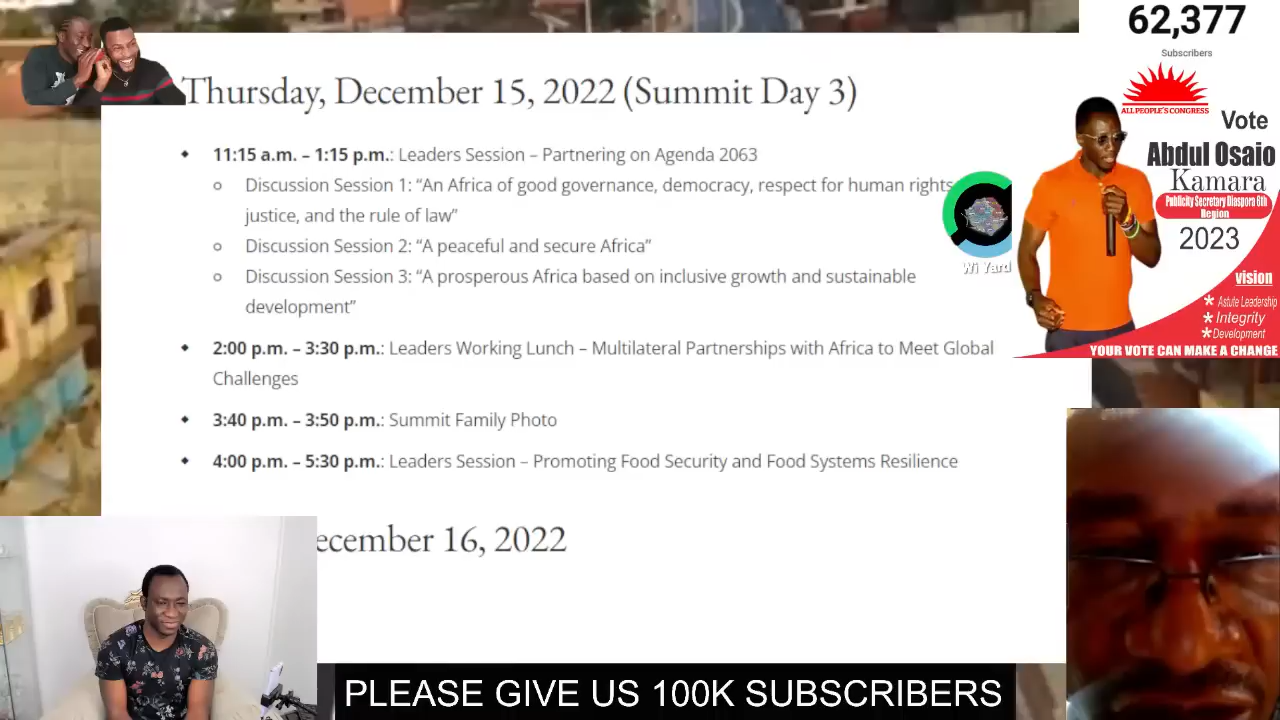 Thursday, December 15, 2022 (Summit Day 3)
11:15 a.m. – 1:15 p.m.: Leaders Session – Partnering on Agenda 2063
Discussion Session 1: “An Africa of good governance, democracy, respect for human rights
justice, and the rule of law”
Discussion Session 2: “A peaceful and secure Africa”
Discussion Session 3: “A prosperous Africa based on inclusive growth and sustainable
development”
2:00 p.m. – 3:30 p.m.: Leaders Working Lunch – Multilateral Partnerships with Africa to Meet Global
Challenges
3:40 p.m. – 3:50 p.m.: Summit Family Photo
4:00 p.m. – 5:30 p.m.: Leaders Session – Promoting Food Security and Food Systems Resilience
ecember 16, 2022
62,377
Subscribers
ALL PEOPLE'S CONGRESS
Vote
Abdul Osaio
Kamara
Publicity Secretary Diaspora 6th
Region
2023
vision
* Astute Leadership
* Integrity
* Development
YOUR VOTE CAN MAKE A CHANGE
Wi Yard
PLEASE GIVE US 100K SUBSCRIBERS